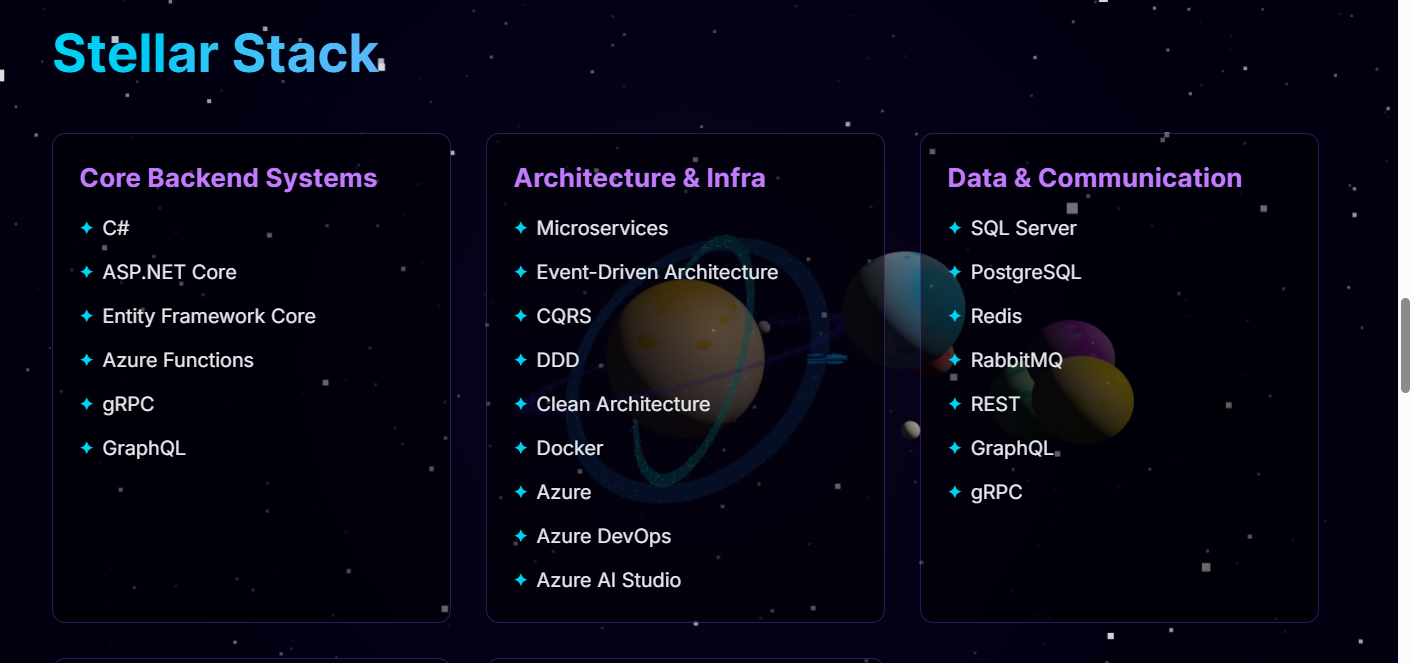 Stellar Stack
Core Backend Systems
C#
ASP.NET Core
Entity Framework Core
Azure Functions
gRPC
GraphQL
Architecture & Infra
Microservices
Event-Driven Architecture
CQRS
DDD
Clean Architecture
Docker
Azure
Azure DevOps
Azure AI Studio
Data & Communication
SQL Server
PostgreSQL
Redis
RabbitMQ
REST
GraphQL
gRPC